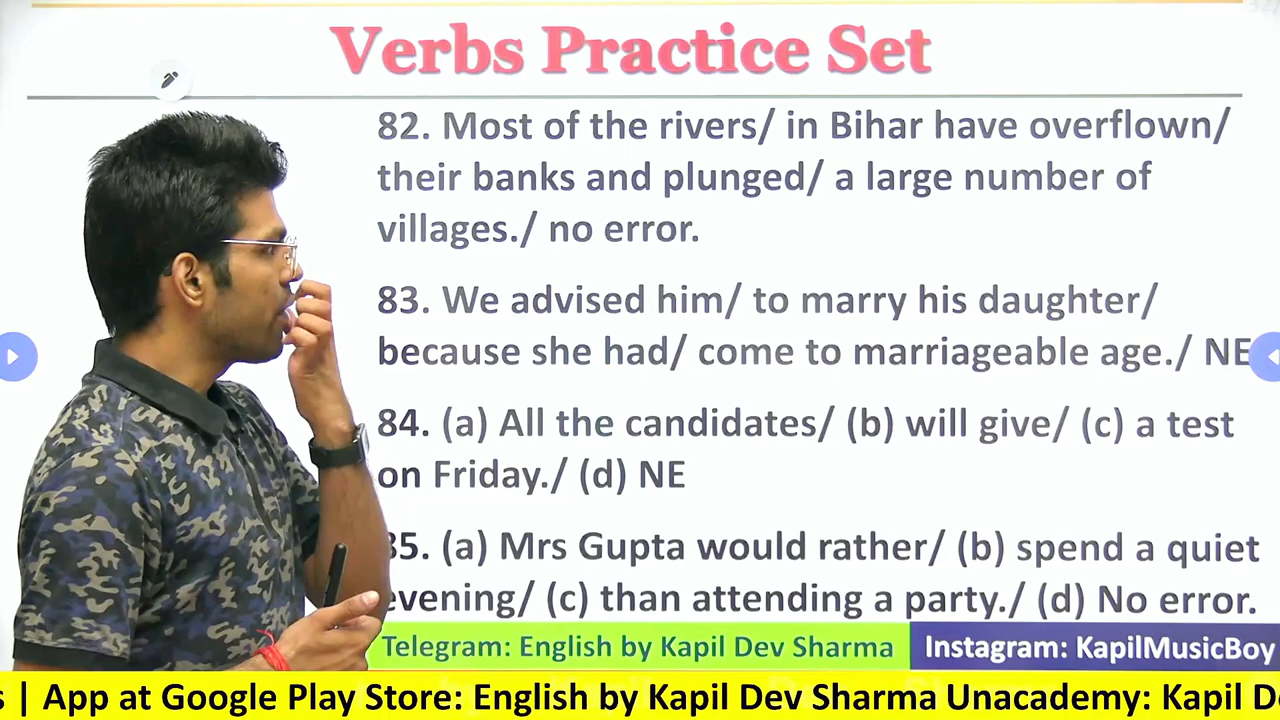 Verbs Practice Set
82. Most of the rivers/ in Bihar have overflown/
their banks and plunged/ a large number of
villages./ no error.
83. We advised him/ to marry his daughter/
because she had/ come to marriageable age./ NE
84. (a) All the candidates/ (b) will give/ (c) a test
on Friday./ (d) NE
85. (a) Mrs Gupta would rather/ (b) spend a quiet
evening/ (c) than attending a party./ (d) No error.
Telegram: English by Kapil Dev Sharma Instagram: KapilMusicBoy
s | App at Google Play Store: English by Kapil Dev Sharma Unacademy: Kapil D